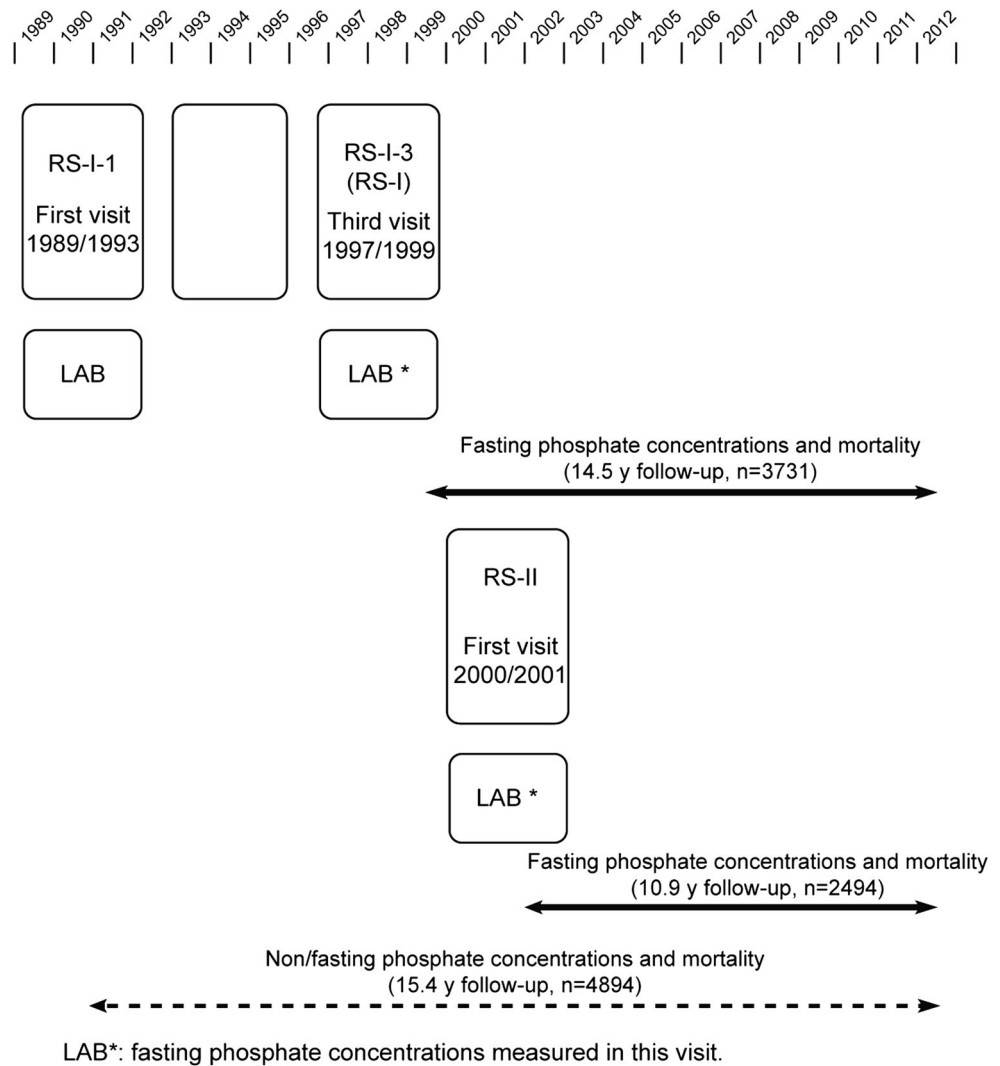 1989 1990 1991 1992 1993 1994 1995 1996 1997 1998 1999 2000 2001 2002 2003 2004 2005 2006 2007 2008 2009 2010 2011 2012
RS-I-1
First visit
1989/1993
RS-I-3
(RS-I)
Third visit
1997/1999
LAB
LAB *
Fasting phosphate concentrations and mortality
(14.5 y follow-up, n=3731)
RS-II
First visit
2000/2001
LAB *
Fasting phosphate concentrations and mortality
(10.9 y follow-up, n=2494)
Non/fasting phosphate concentrations and mortality
(15.4 y follow-up, n=4894)
LAB*: fasting phosphate concentrations measured in this visit.